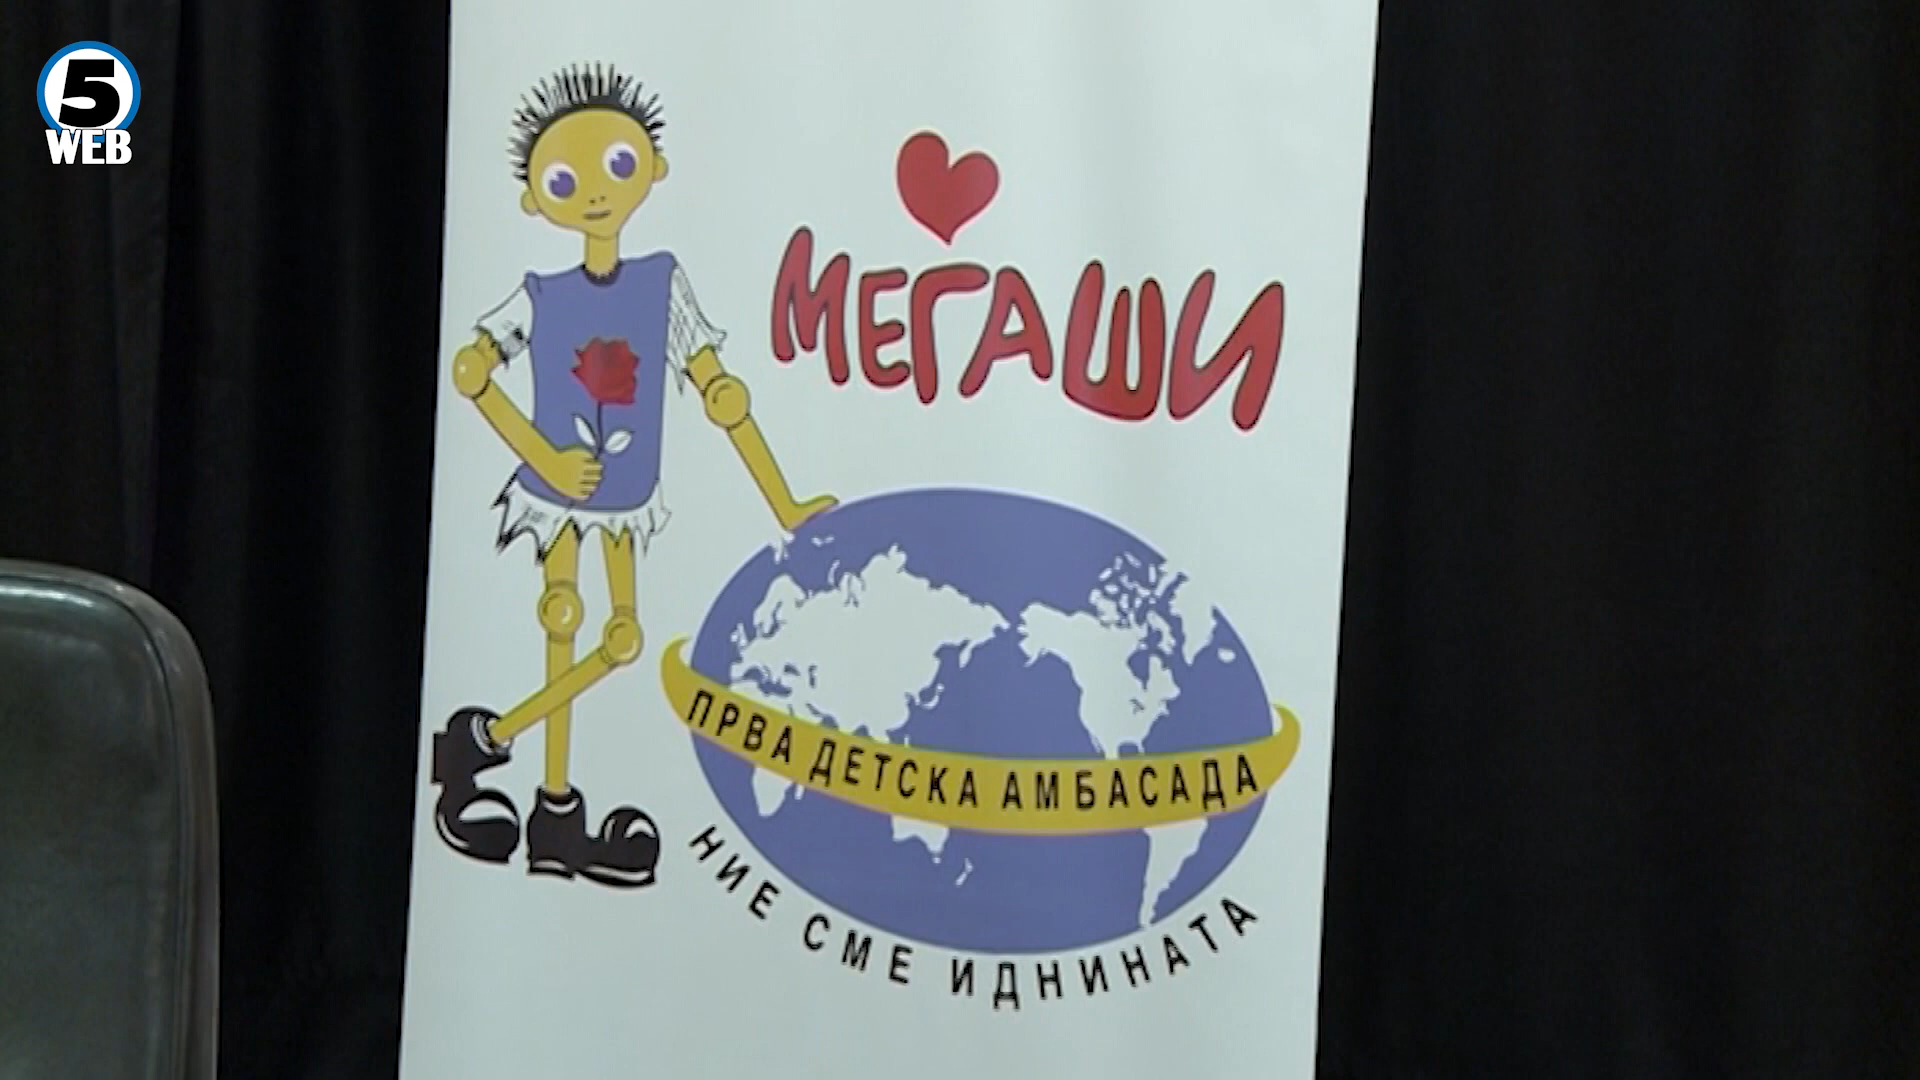 5
WEB
МЕГАШИ
ПРВА ДЕТСКА АМБАСАДА
НИЕ СМЕ ИДНИНАТА